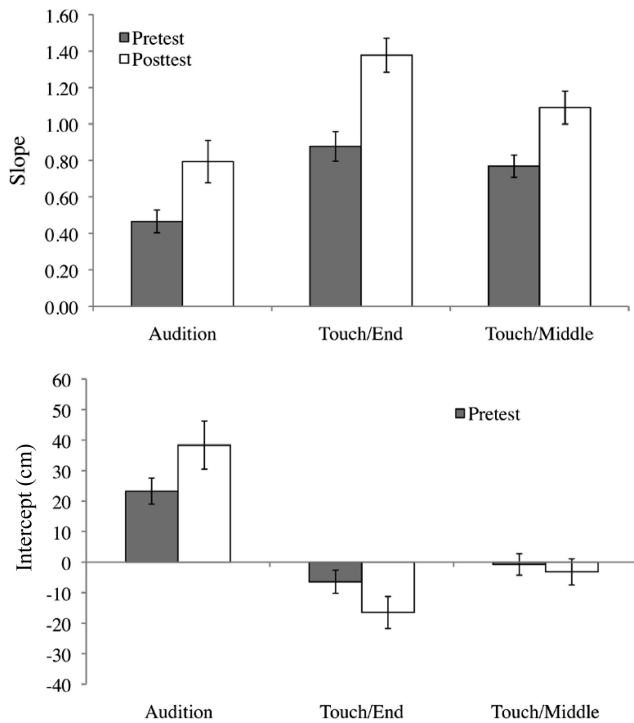 1.60
1.40
1.20
1.00
0.80
0.60
0.40
0.20
0.00
Slope
Pretest
Posttest
Audition Touch/End Touch/Middle
60
50
40
30
20
10
0
-10
-20
-30
-40
Intercept (cm)
Pretest
Audition Touch/End Touch/Middle